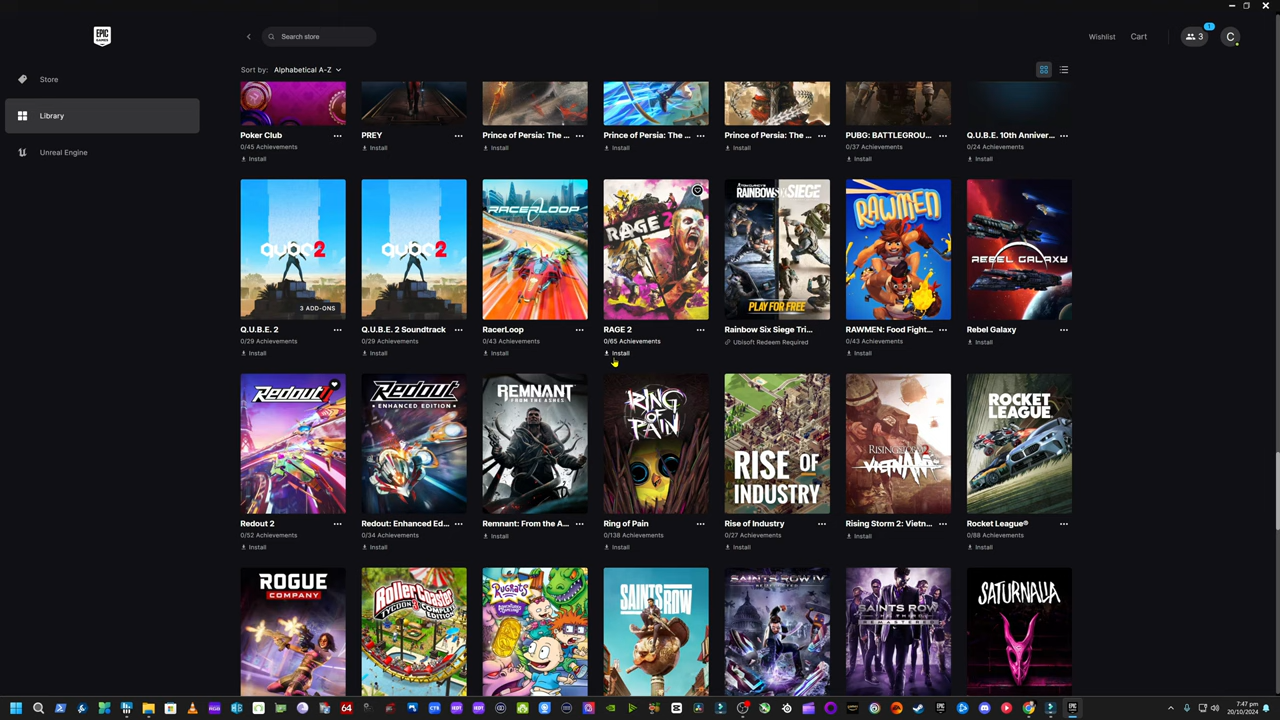 EPIC GAMES
Search store
Wishlist
Cart
3
1
C
Store
Library
Unreal Engine
Sort by: Alphabetical A-Z
Poker Club
PREY
Prince of Persia: The ...
Prince of Persia: The ...
Prince of Persia: The ...
PUBG: BATTLEGROU...
Q.U.B.E. 10th Anniver...
0/45 Achievements
Install
Install
Install
Install
0/37 Achievements
0/24 Achievements
Install
Install
Install
qube2
3 ADD-ONS
qube2
RACERLOOP
RAGE 2
RAINBOW SIX SIEGE
PLAY FOR FREE
RAWMEN
REBEL GALAXY
Q.U.B.E. 2
Q.U.B.E. 2 Soundtrack
RacerLoop
RAGE 2
Rainbow Six Siege Tri...
RAWMEN: Food Fight...
Rebel Galaxy
0/29 Achievements
0/29 Achievements
0/43 Achievements
0/65 Achievements
Ubisoft Redeem Required
0/43 Achievements
Install
Install
Install
Install
Install
Install
Redout
Redout
ENHANCED EDITION
REMNANT
FROM THE ASHES
RING OF PAIN
RISE OF INDUSTRY
RISING STORM 2
VIETNAM
ROCKET LEAGUE
Redout 2
Redout: Enhanced Ed...
Remnant: From the A...
Ring of Pain
Rise of Industry
Rising Storm 2: Vietn...
Rocket League®
0/52 Achievements
0/34 Achievements
Install
0/138 Achievements
0/27 Achievements
Install
0/88 Achievements
Install
Install
Install
Install
Install
ROGUE COMPANY
RollerCoaster Tycoon 3 COMPLETE EDITION
Rugrats
SAINTS ROW
SAINTS ROW IV
SAINTS ROW THE THIRD
REMASTERED
SATURNALIA
64
7:47 pm
20/10/2024